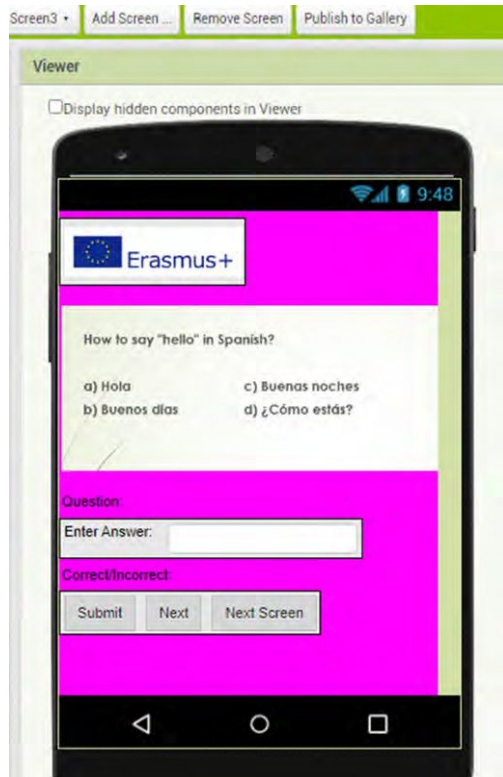 Screen3 Add Screen ... Remove Screen Publish to Gallery
Viewer
Display hidden components in Viewer
9:48
Erasmus+
How to say "hello" in Spanish?
a) Hola c) Buenas noches
b) Buenos días d) ¿Cómo estás?
Question:
Enter Answer:
Correct/Incorrect:
Submit Next Next Screen